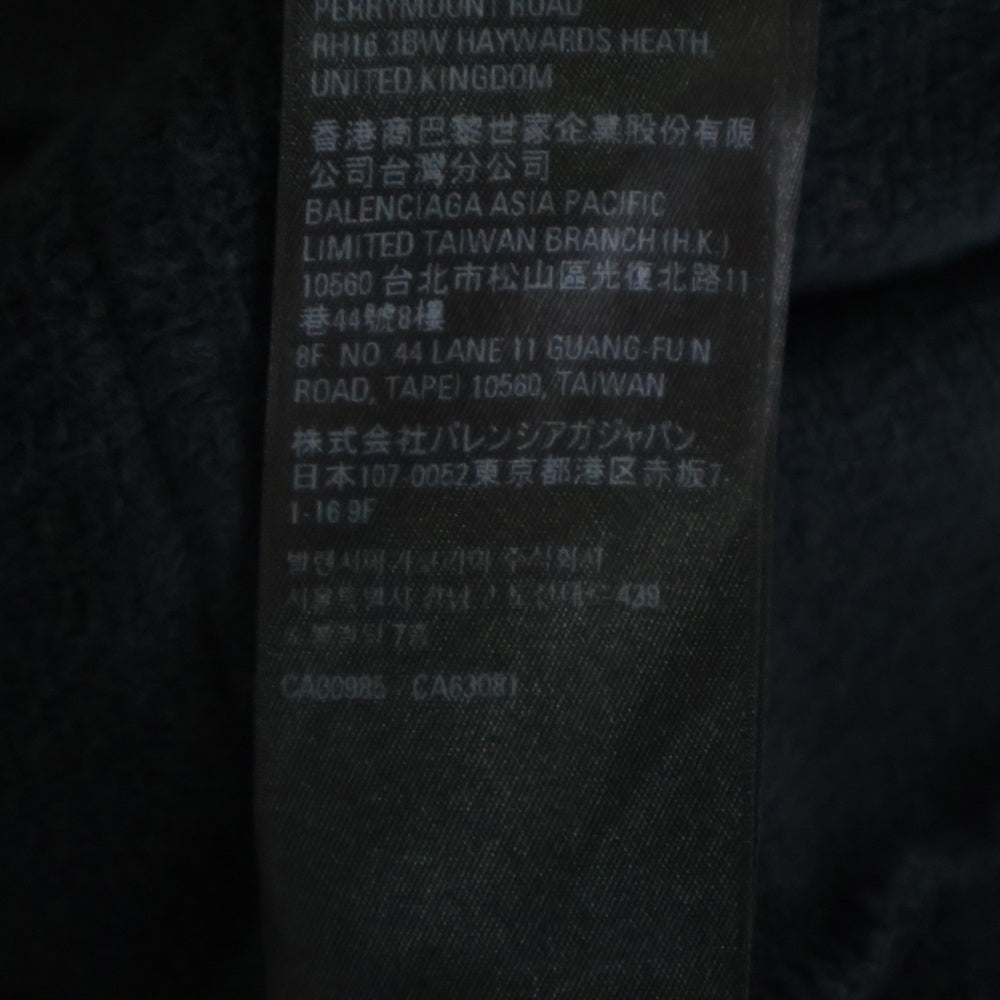 PERRYMOUNT ROAD
RH16 3BW HAYWARDS HEATH
UNITED KINGDOM
香港商巴黎世家企業股份有限
公司台灣分公司
BALENCIAGA ASIA PACIFIC
LIMITED TAIWAN BRANCH (H.K.)
10560 台北市松山區光復北路11
巷44號8樓
8F. NO. 44 LANE 11 GUANG-FU N
ROAD, TAPEI 10560, TAIWAN
株式会社バレンシアガジャパン
日本107-0052東京都港区赤坂7-
1-16 9F
주식회사
439
CA00985 CA63081